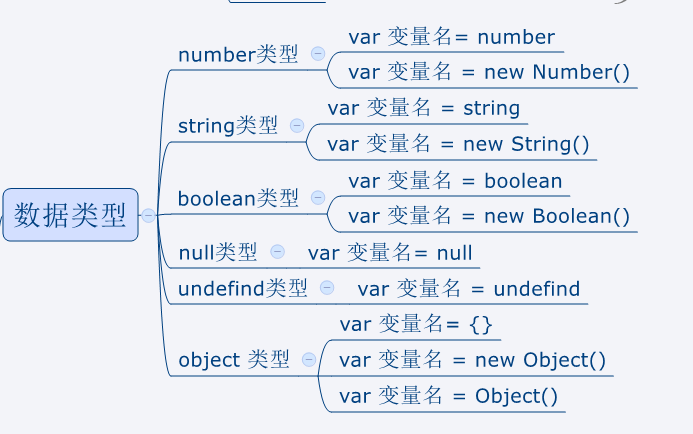 数据类型
number类型
var 变量名= number
var 变量名 = new Number()
string类型
var 变量名 = string
var 变量名 = new String()
boolean类型
var 变量名 = boolean
var 变量名 = new Boolean()
null类型
var 变量名= null
undefind类型
var 变量名 = undefind
object 类型
var 变量名= {}
var 变量名 = new Object()
var 变量名 = Object()